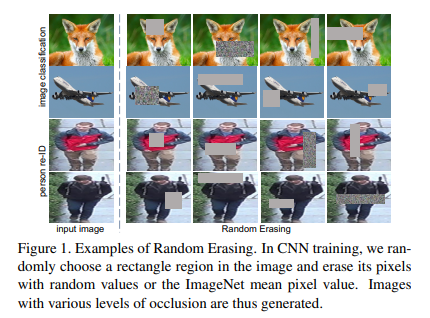 image classification
person re-ID
input image
Random Erasing
Figure 1. Examples of Random Erasing. In CNN training, we ran-
domly choose a rectangle region in the image and erase its pixels
with random values or the ImageNet mean pixel value. Images
with various levels of occlusion are thus generated.